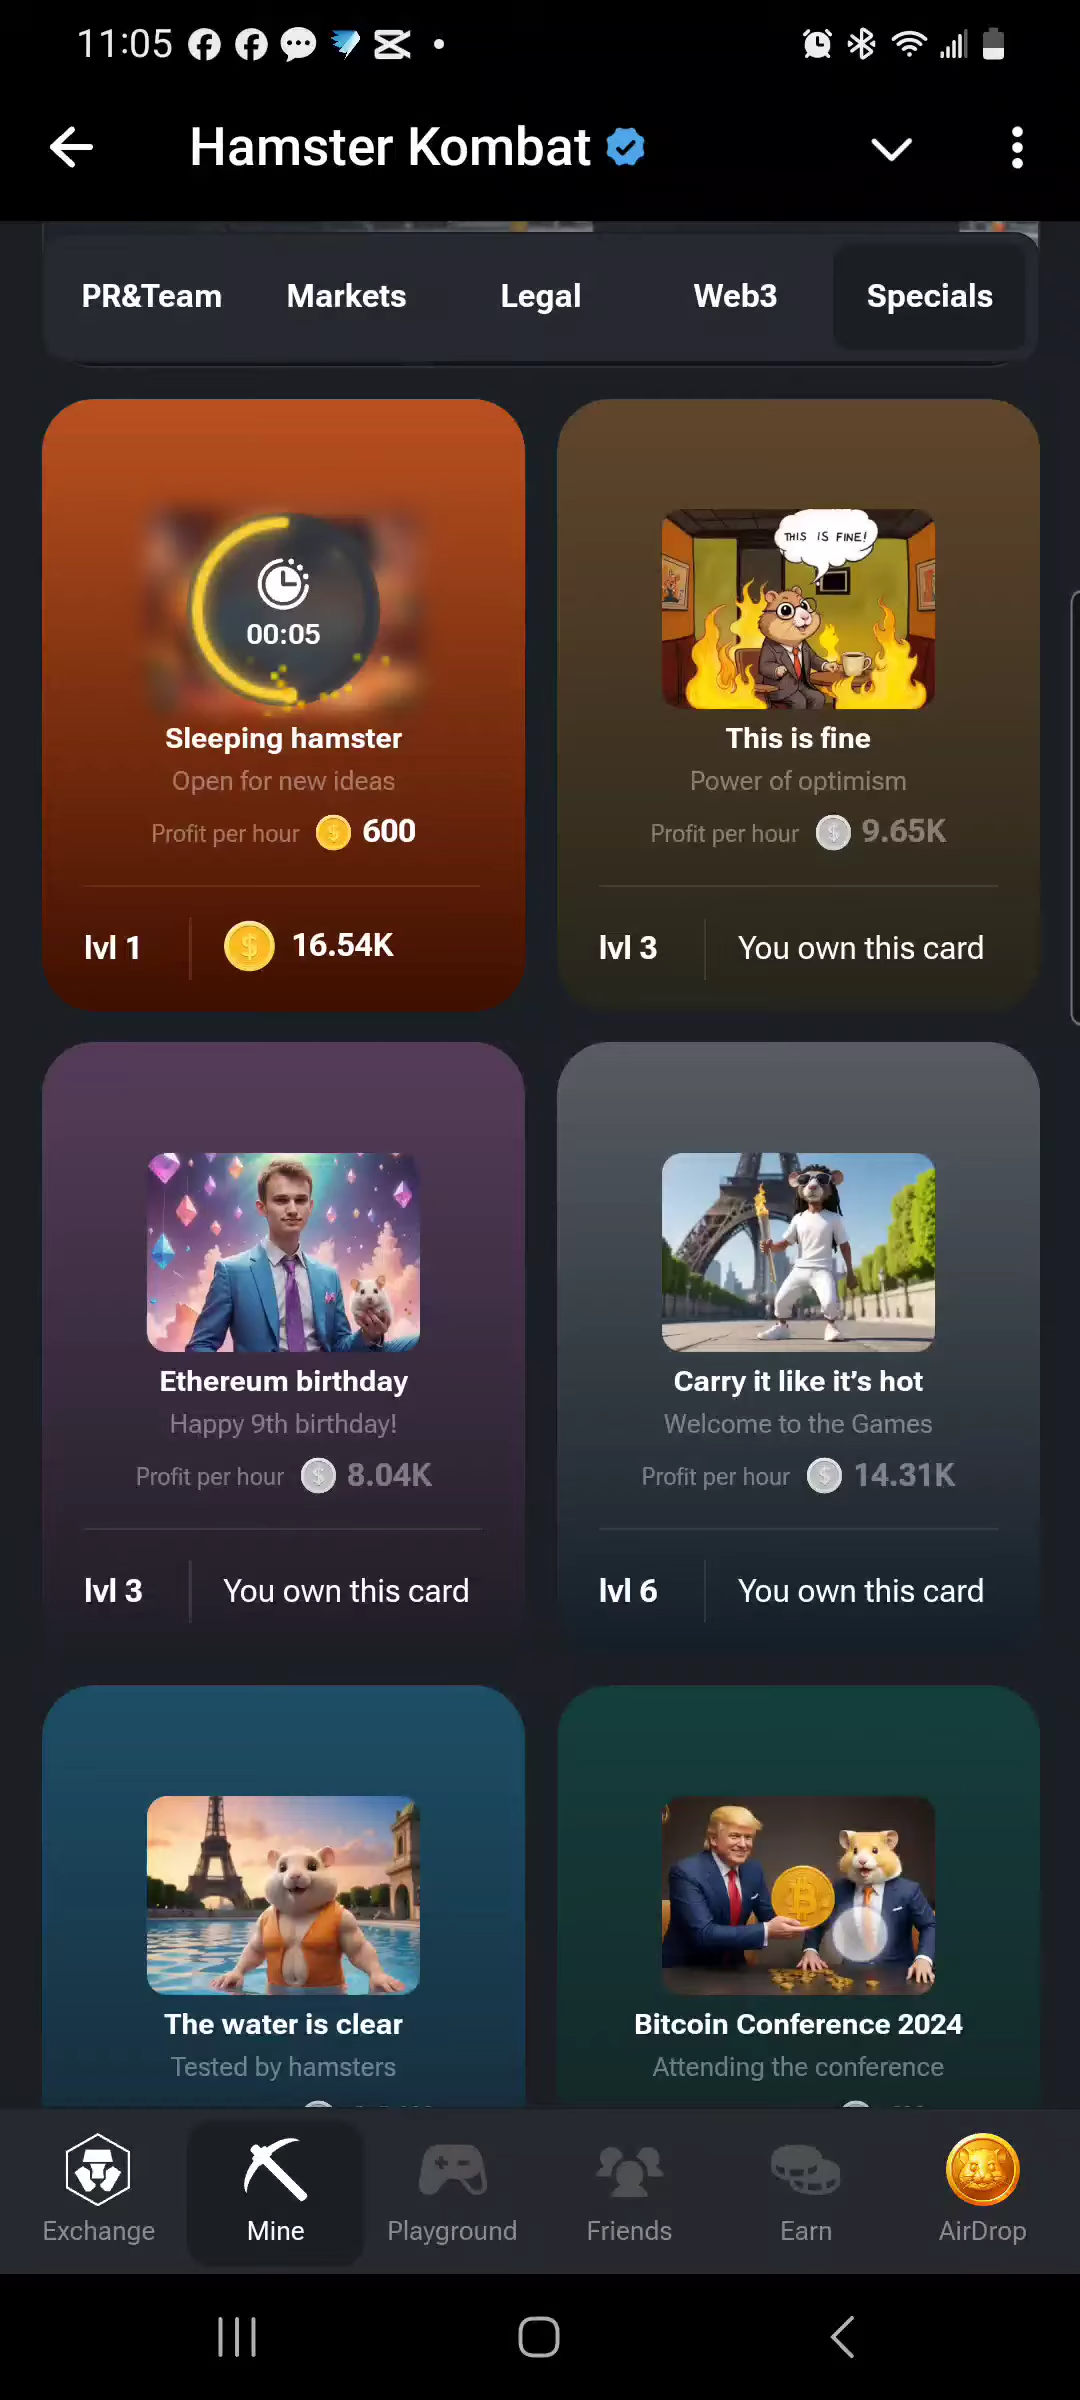 11:05
Hamster Kombat
PR&Team Markets Legal Web3 Specials
00:05
Sleeping hamster
Open for new ideas
Profit per hour 600
lvl 1 16.54K
THIS IS FINE!
This is fine
Power of optimism
Profit per hour 9.65K
lvl 3 You own this card
Ethereum birthday
Happy 9th birthday!
Profit per hour 8.04K
lvl 3 You own this card
Carry it like it's hot
Welcome to the Games
Profit per hour 14.31K
lvl 6 You own this card
The water is clear
Tested by hamsters
Bitcoin Conference 2024
Attending the conference
Exchange Mine Playground Friends Earn AirDrop